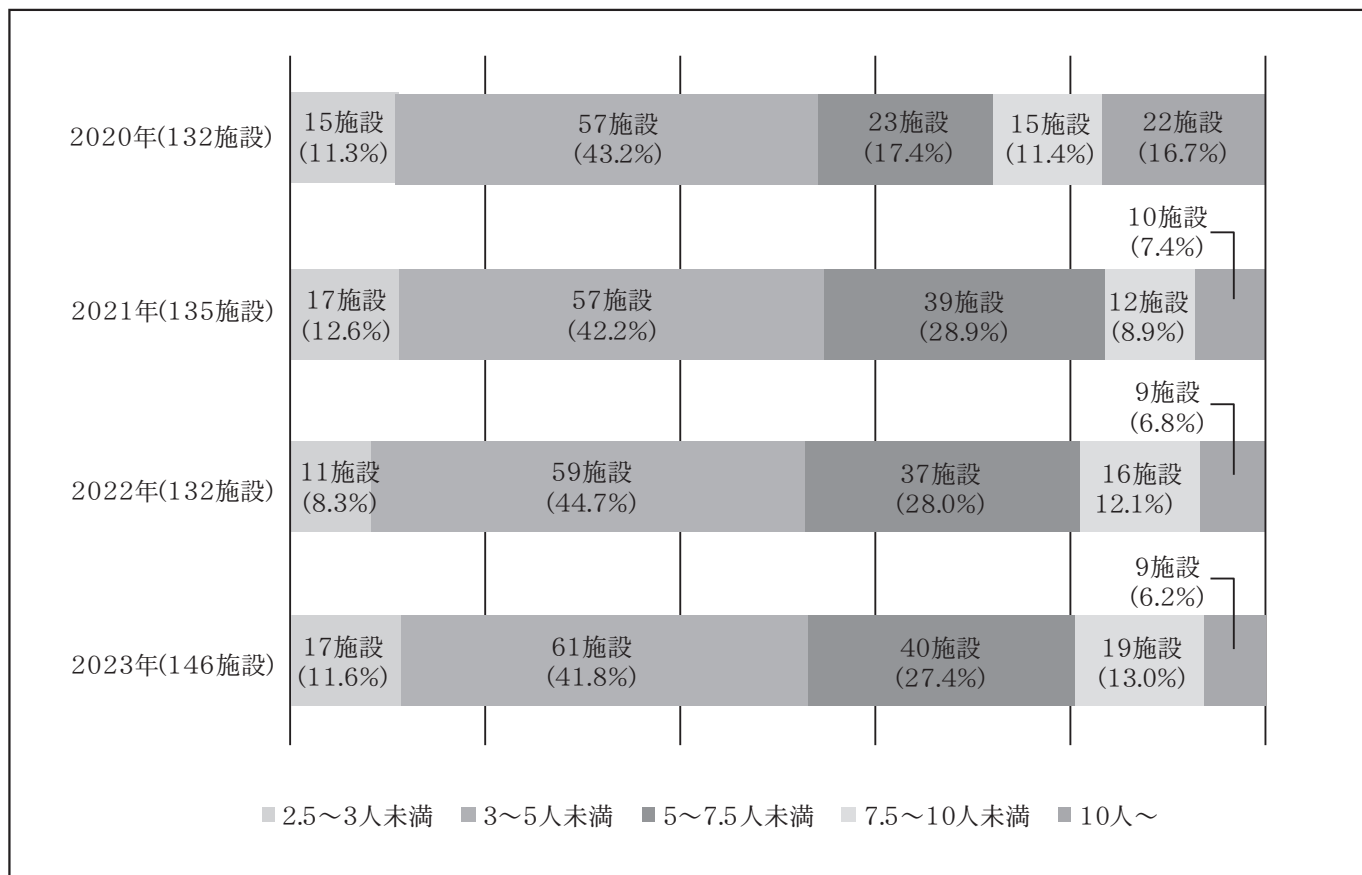 2020年(132施設)
15施設
(11.3%)
57施設
(43.2%)
23施設
(17.4%)
15施設
(11.4%)
22施設
(16.7%)
10施設
(7.4%)
2021年(135施設)
17施設
(12.6%)
57施設
(42.2%)
39施設
(28.9%)
12施設
(8.9%)
9施設
(6.8%)
2022年(132施設)
11施設
(8.3%)
59施設
(44.7%)
37施設
(28.0%)
16施設
12.1%)
9施設
(6.2%)
2023年(146施設)
17施設
(11.6%)
61施設
(41.8%)
40施設
(27.4%)
19施設
(13.0%)
2.5～3人未満 3～5人未満 5～7.5人未満 7.5～10人未満 10人～